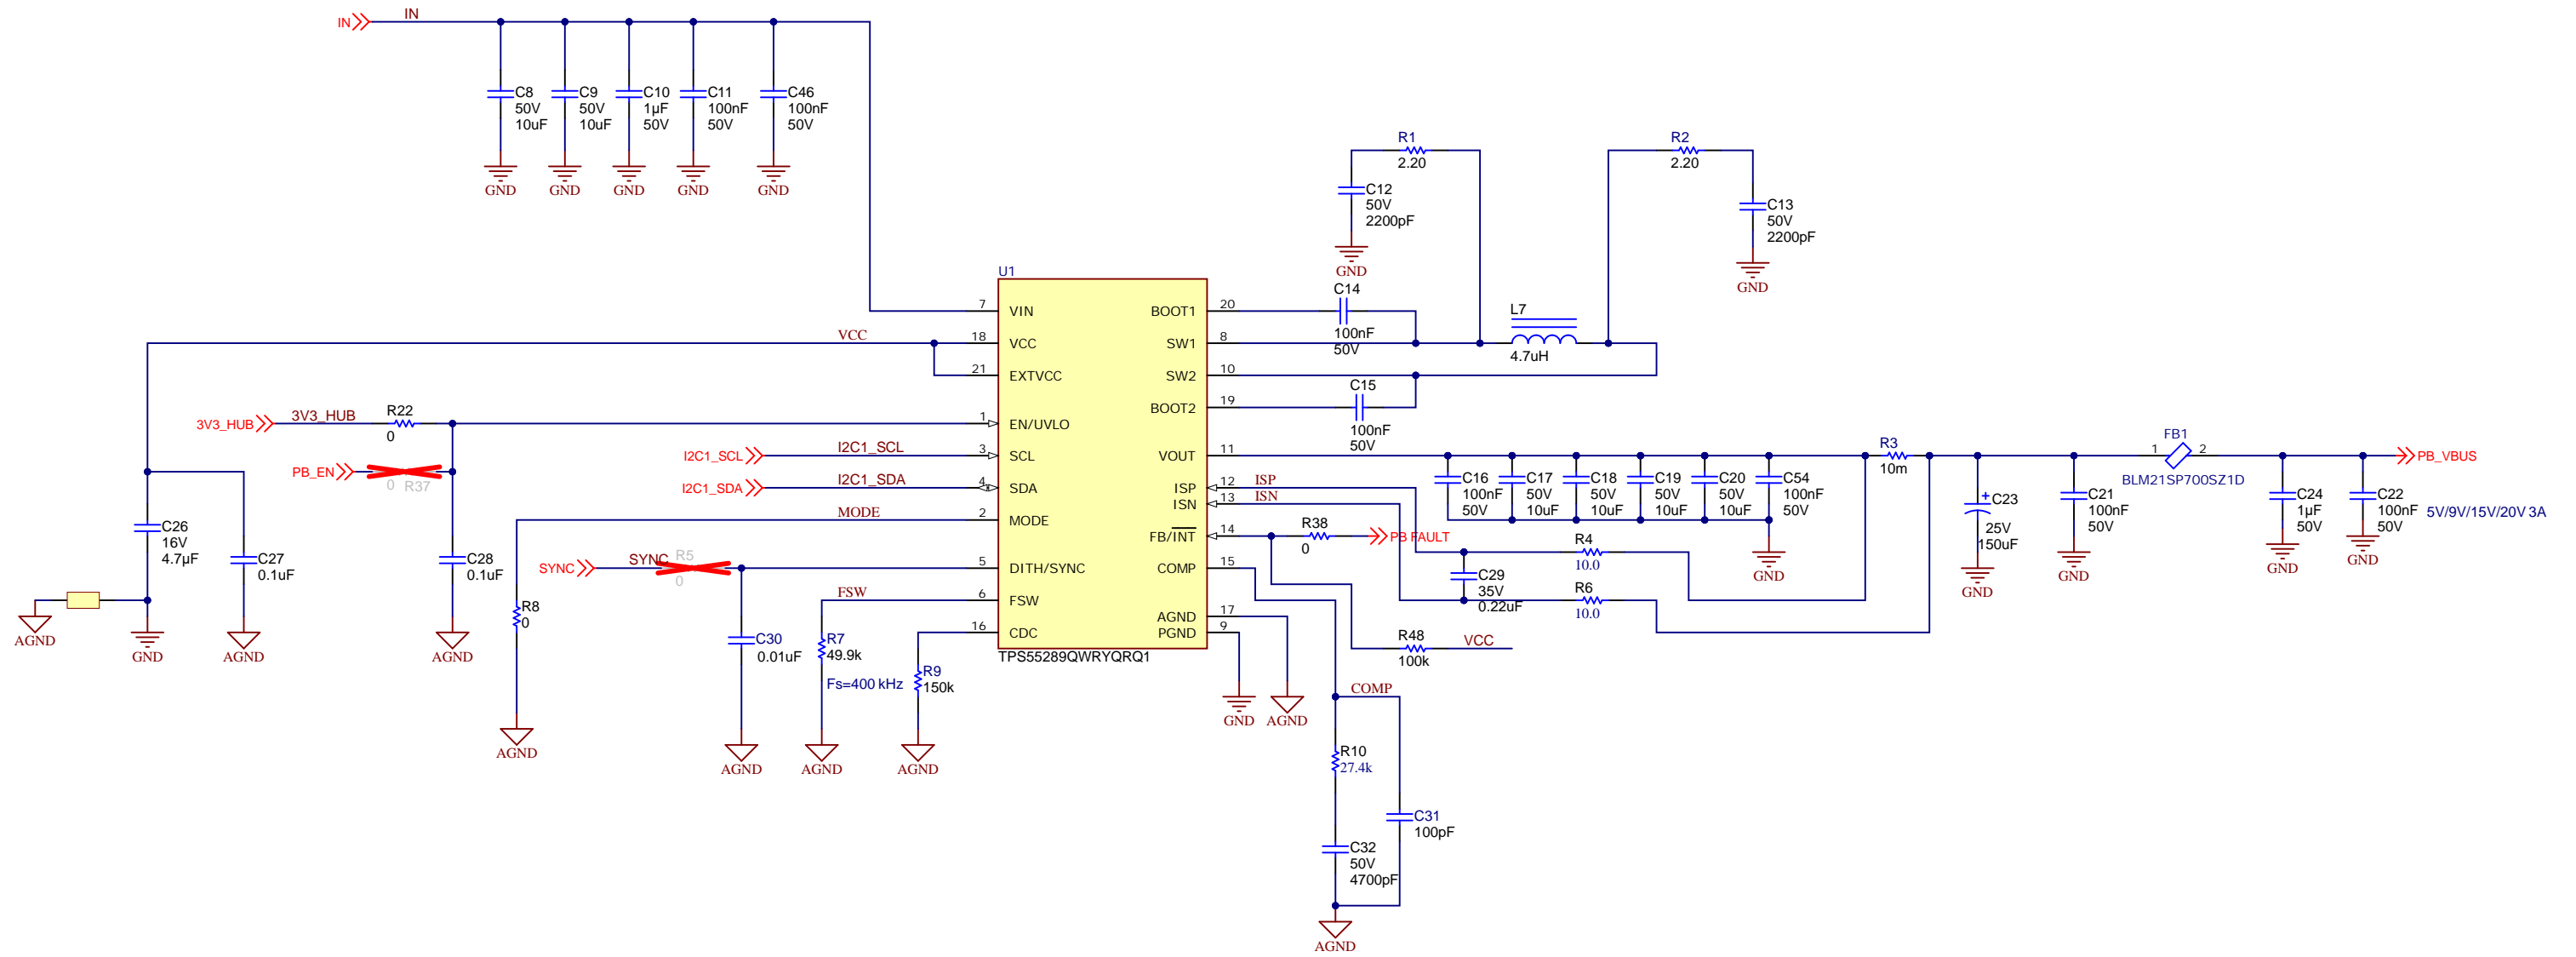 IN
IN
C8
50V
10uF
GND
C9
50V
10uF
GND
C10
1µF
50V
GND
C11
100nF
50V
GND
C46
100nF
50V
GND
R1
2.20
C12
50V
2200pF
GND
R2
2.20
C13
50V
2200pF
GND
C14
100nF
50V
L7
4.7uH
C15
100nF
50V
U1
7 VIN
18 VCC
21 EXTVCC
1 EN/UVLO
3 SCL
4 SDA
2 MODE
5 DITH/SYNC
6 FSW
16 CDC
BOOT1 20
SW1 8
SW2 10
BOOT2 19
VOUT 11
ISP 12
ISN 13
FB/INT 14
COMP 15
AGND 17
PGND 9
TPS55289QWRYQRQ1
VCC
3V3_HUB
3V3_HUB
R22
0
PB_EN
0 R37
I2C1_SCL
I2C1_SCL
I2C1_SDA
I2C1_SDA
MODE
SYNC
SYNC
R5
0
FSW
C26
16V
4.7µF
C27
0.1uF
C28
0.1uF
AGND
GND
AGND
AGND
R8
0
AGND
C30
0.01uF
AGND
R7
49.9k
Fs=400 kHz
AGND
R9
150k
AGND
ISP
ISN
R38
0
PB FAULT
C16
100nF
50V
C17
50V
10uF
C18
50V
10uF
C19
50V
10uF
C20
50V
10uF
C54
100nF
50V
GND
R3
10m
C29
35V
0.22uF
R4
10.0
R6
10.0
R48
100k
VCC
GND
AGND
COMP
R10
27.4k
C31
100pF
C32
50V
4700pF
AGND
C23
25V
150uF
GND
C21
100nF
50V
GND
FB1
1 2
BLM21SP700SZ1D
C24
1µF
50V
GND
C22
100nF
50V
GND
PB_VBUS
5V/9V/15V/20V 3A